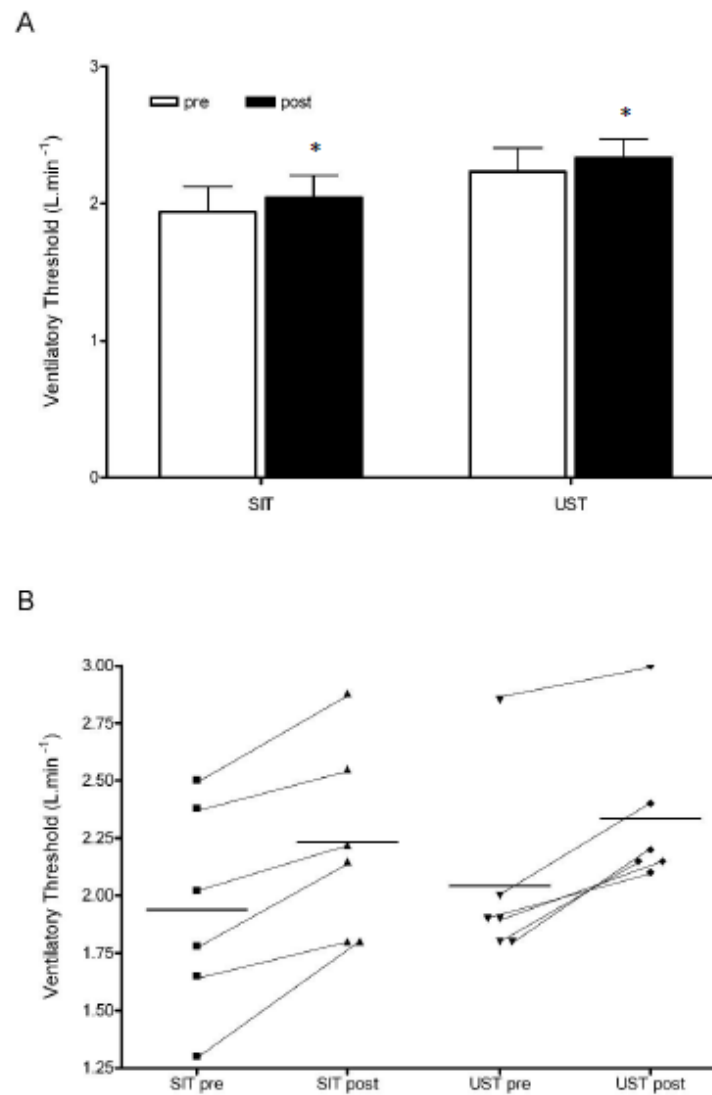 A
3
pre post
* *
2
1
0
SIT UST
Ventilatory Threshold (L.min -1)
B
3.00
2.75
2.50
2.25
2.00
1.75
1.50
1.25
SIT pre SIT post UST pre UST post
Ventilatory Threshold (L.min -1)